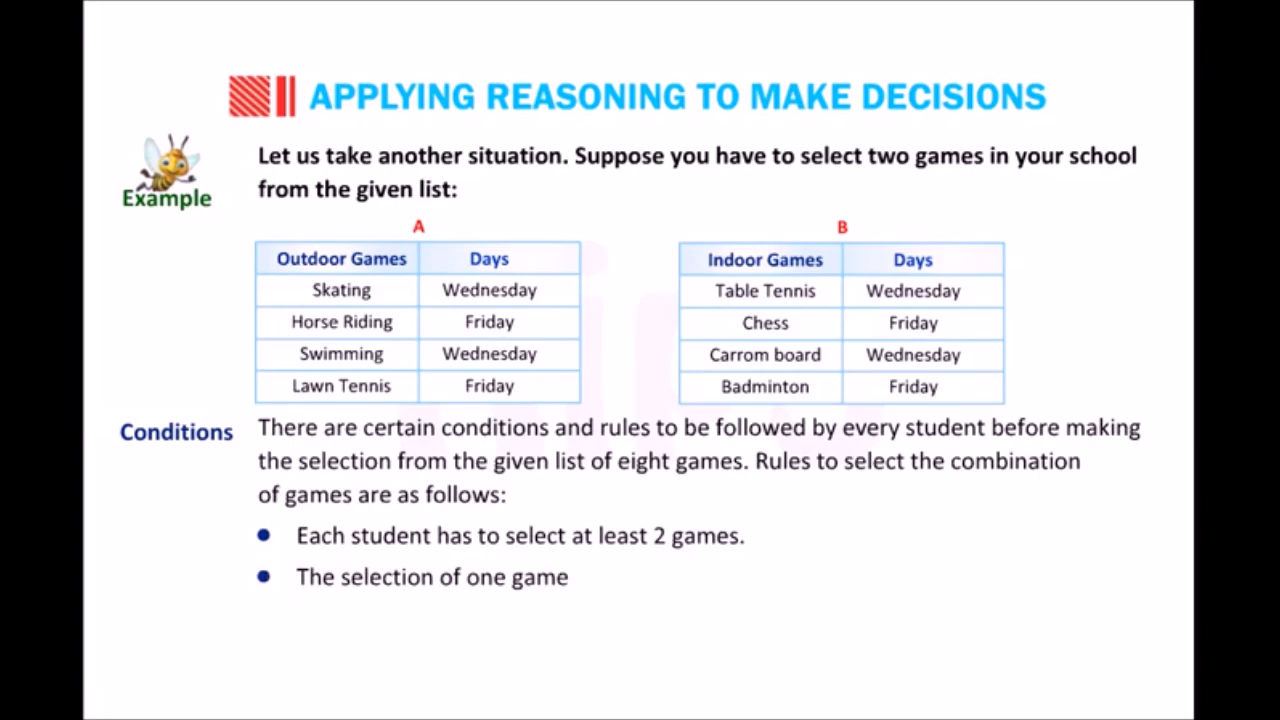 APPLYING REASONING TO MAKE DECISIONS
Example
Let us take another situation. Suppose you have to select two games in your school
from the given list:
A
Outdoor Games Days
Skating Wednesday
Horse Riding Friday
Swimming Wednesday
Lawn Tennis Friday
B
Indoor Games Days
Table Tennis Wednesday
Chess Friday
Carrom board Wednesday
Badminton Friday
Conditions
There are certain conditions and rules to be followed by every student before making
the selection from the given list of eight games. Rules to select the combination
of games are as follows:
• Each student has to select at least 2 games.
• The selection of one game